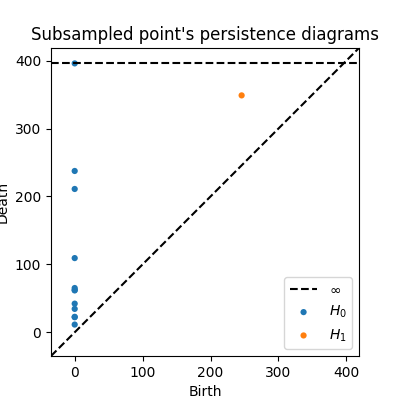 Subsampled point's persistence diagrams
400
300
200
100
0
Death
0 100 200 300 400
Birth
∞
H₀
H₁